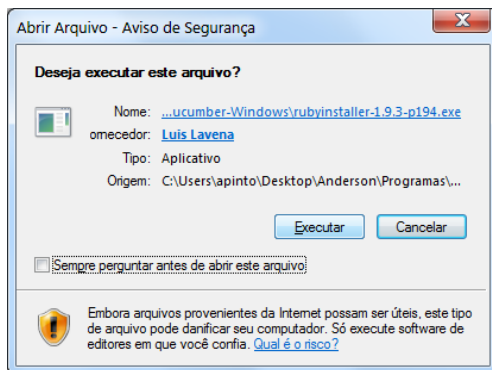 Abrir Arquivo - Aviso de Segurança
Deseja executar este arquivo?
Nome: ...ucumber-Windows\rubyinstaller-1.9.3-p194.exe
omecedor: Luis Lavena
Tipo: Aplicativo
Origem: C:\Users\apinto\Desktop\Anderson\Programas\...
Executar Cancelar
Sempre perguntar antes de abrir este arquivo
Embora arquivos provenientes da Internet possam ser úteis, este tipo
de arquivo pode danificar seu computador. Só execute software de
editores em que você confia. Qual é o risco?